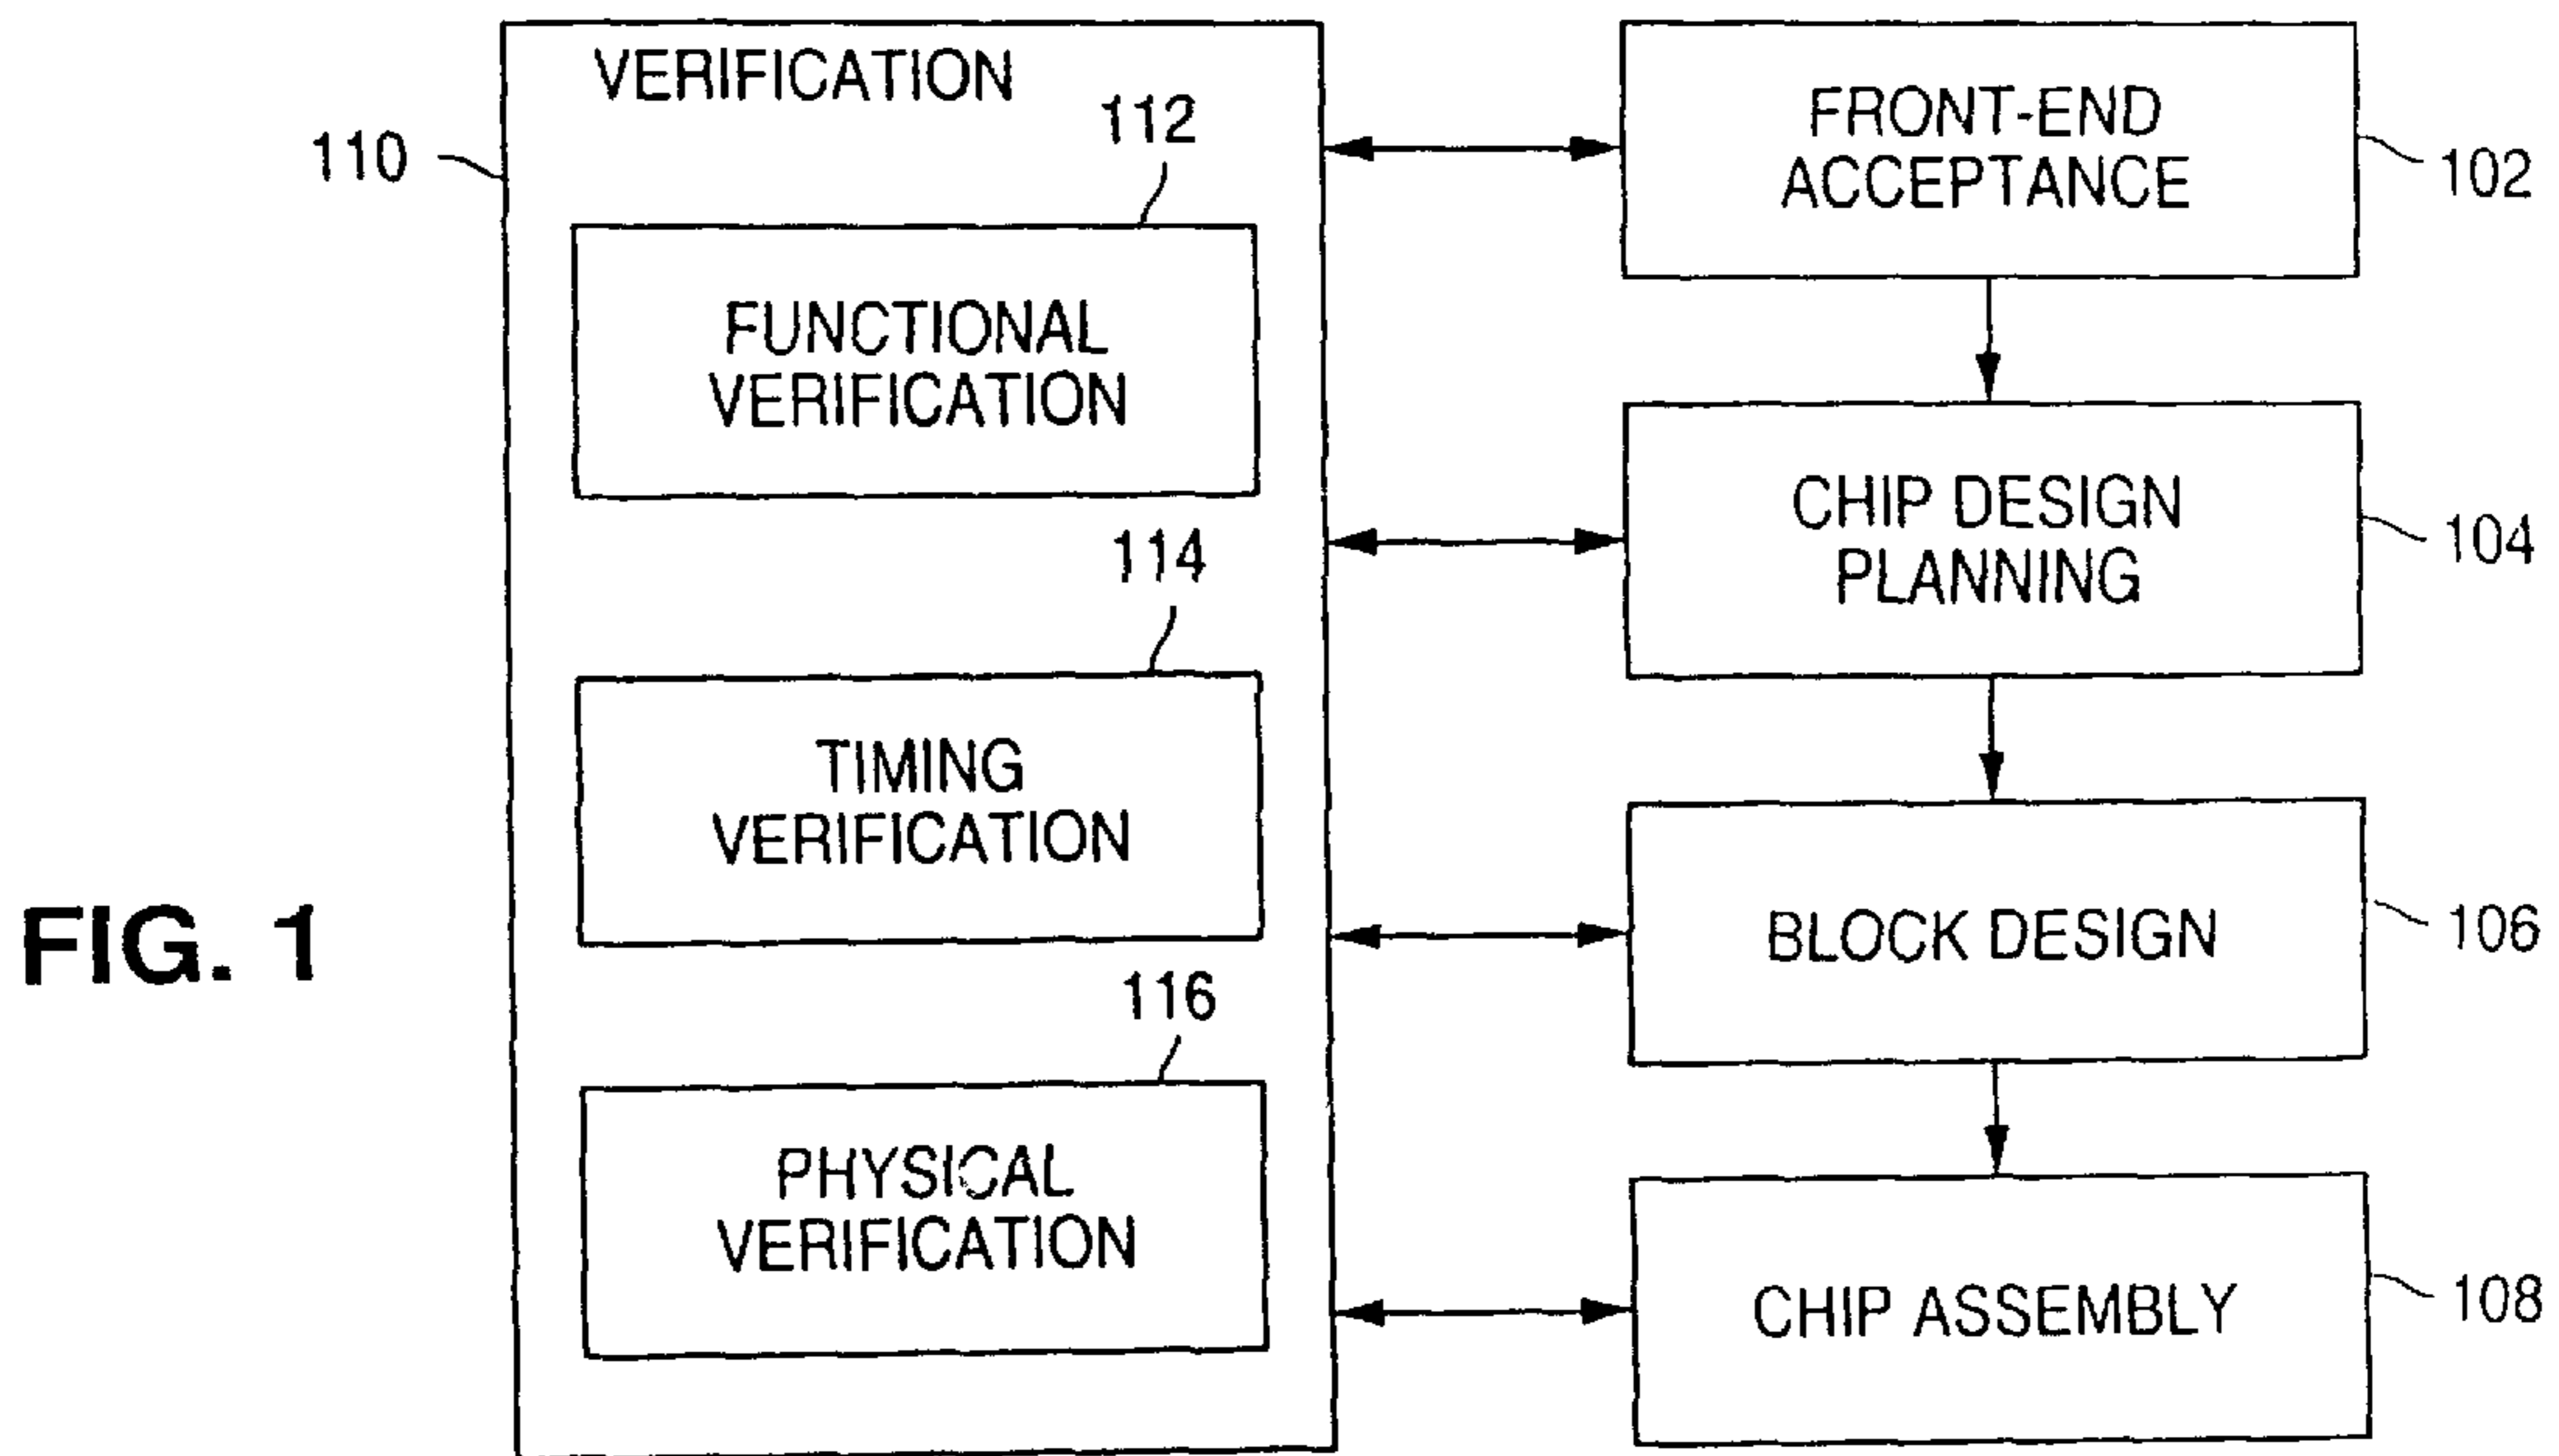 VERIFICATION
110
112
FUNCTIONAL
VERIFICATION
114
TIMING
VERIFICATION
116
PHYSICAL
VERIFICATION
FRONT-END
ACCEPTANCE
102
CHIP DESIGN
PLANNING
104
BLOCK DESIGN
106
CHIP ASSEMBLY
108
FIG. 1